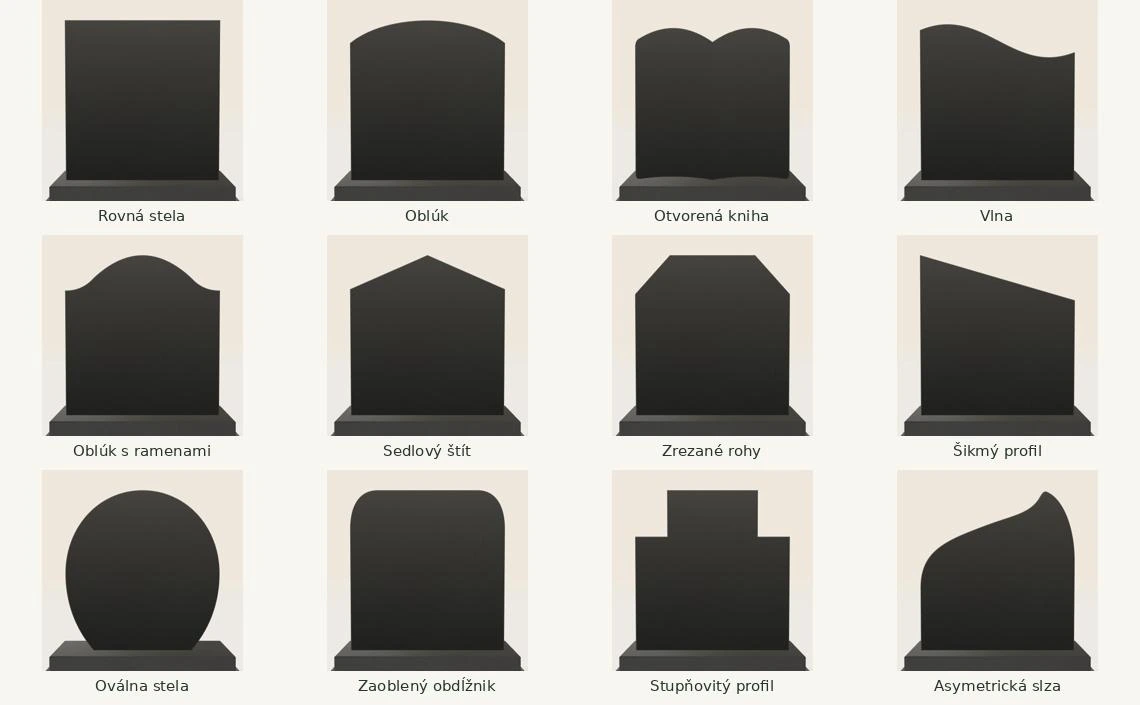 Rovná stela
Oblúk
Otvorená kniha
Vlna
Oblúk s ramenami
Sedlový štít
Zrezané rohy
Šikmý profil
Oválna stela
Zaoblený obdĺžnik
Stupňovitý profil
Asymetrická slza